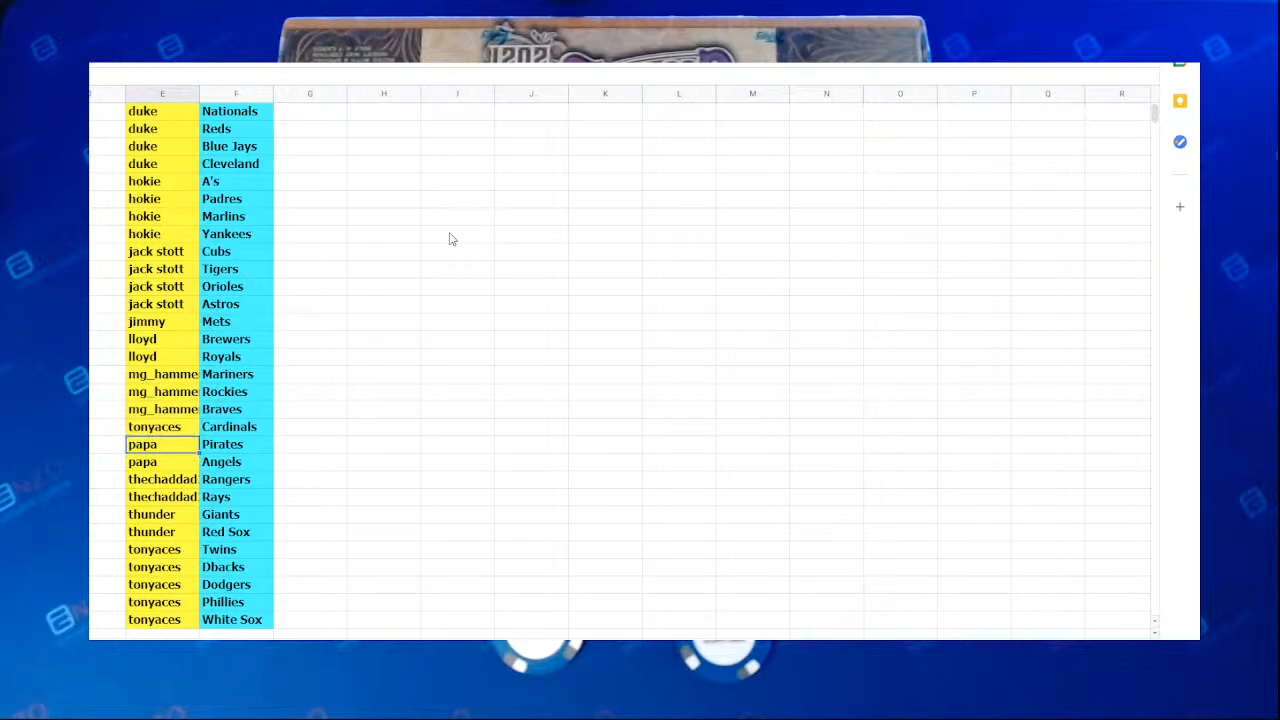 1202
E F G H I J K L M N O P Q R
duke Nationals
duke Reds
duke Blue Jays
duke Cleveland
hokie A's
hokie Padres
hokie Marlins
hokie Yankees
jack stott Cubs
jack stott Tigers
jack stott Orioles
jack stott Astros
jimmy Mets
lloyd Brewers
lloyd Royals
mg_hamme Mariners
mg_hamme Rockies
mg_hamme Braves
tonyaces Cardinals
papa Pirates
papa Angels
thechaddad Rangers
thechaddad Rays
thunder Giants
thunder Red Sox
tonyaces Twins
tonyaces Dbacks
tonyaces Dodgers
tonyaces Phillies
tonyaces White Sox